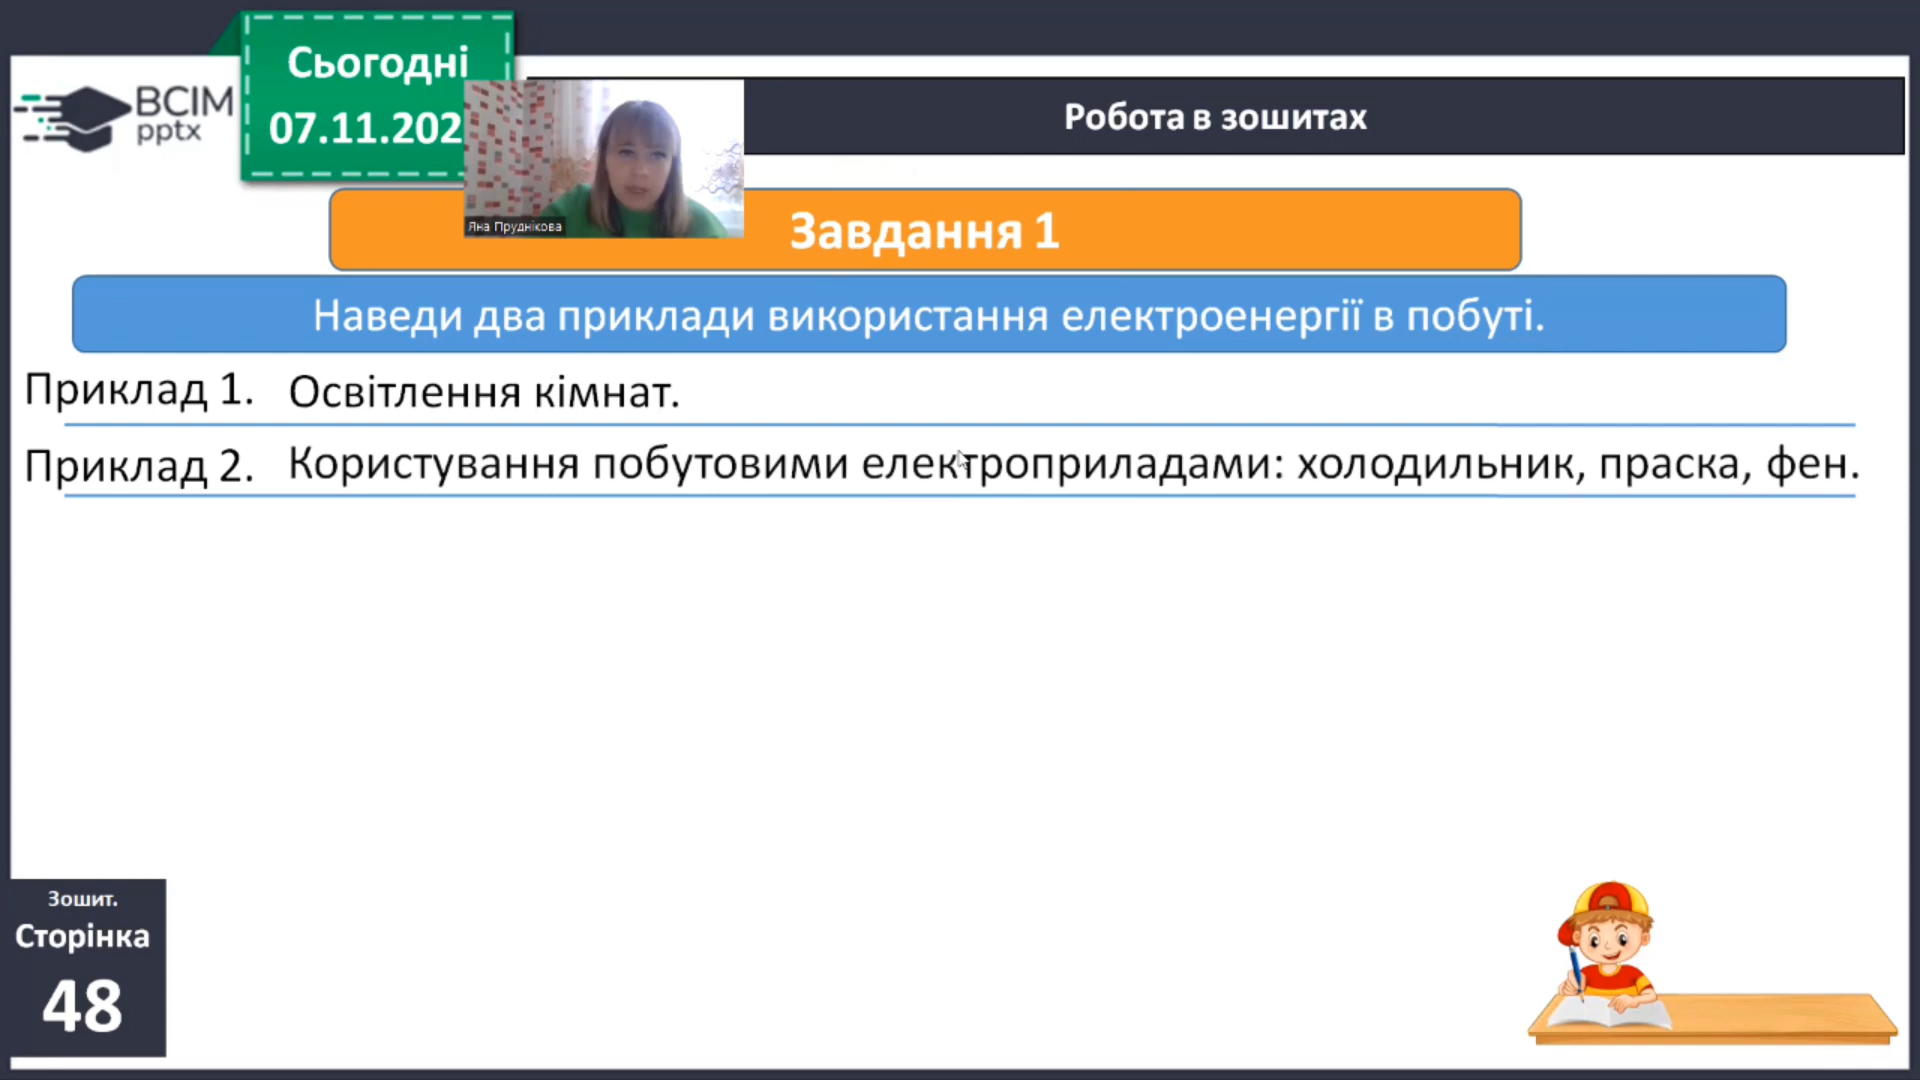 Сьогодні
07.11.202
ВСІМ
pptx
Яна Пруднікова
Робота в зошитах
Завдання 1
Наведи два приклади використання електроенергії в побуті.
Приклад 1. Освітлення кімнат.
Приклад 2. Користування побутовими електроприладами: холодильник, праска, фен.
Зошит.
Сторінка
48